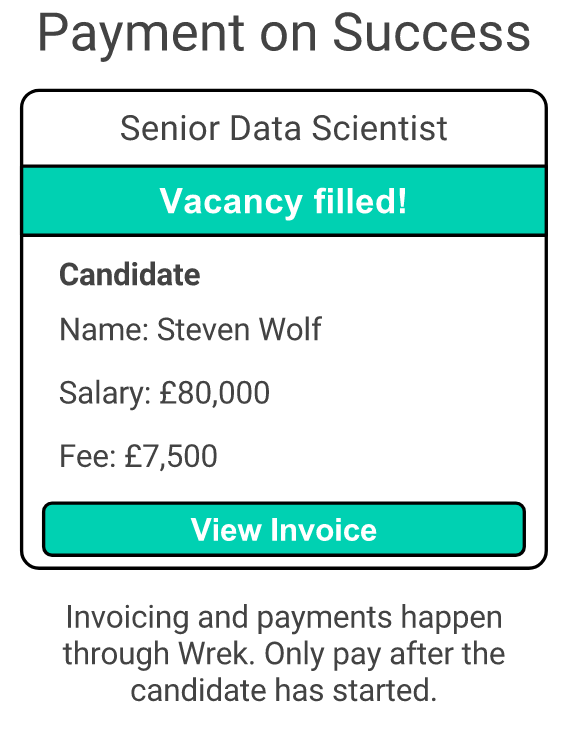 Payment on Success
Senior Data Scientist
Vacancy filled!
Candidate
Name: Steven Wolf
Salary: £80,000
Fee: £7,500
View Invoice
Invoicing and payments happen
through Wrek. Only pay after the
candidate has started.